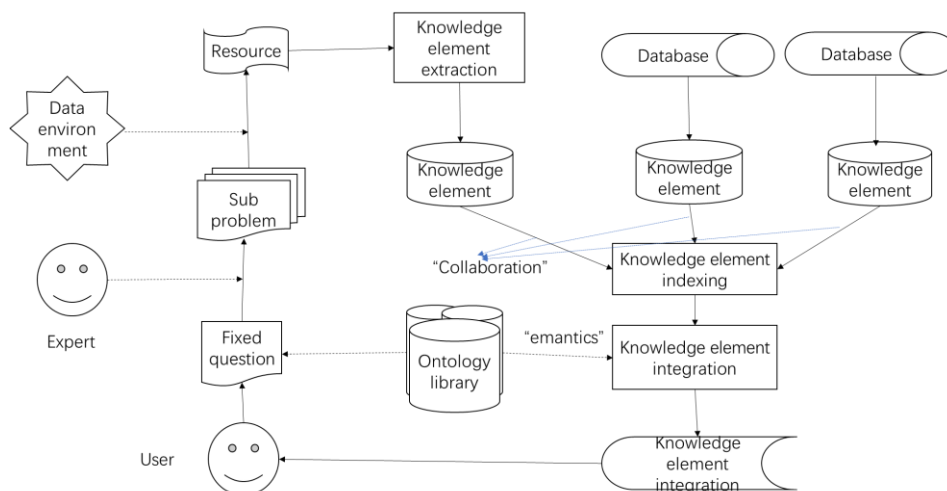 Resource
Knowledge
element
extraction
Database
Database
Data
environ
ment
Knowledge
element
Knowledge
element
Knowledge
element
Sub
problem
“Collaboration”
Knowledge element
indexing
Expert
Fixed
question
Ontology
library
“emantics”
Knowledge element
integration
User
Knowledge
element
integration